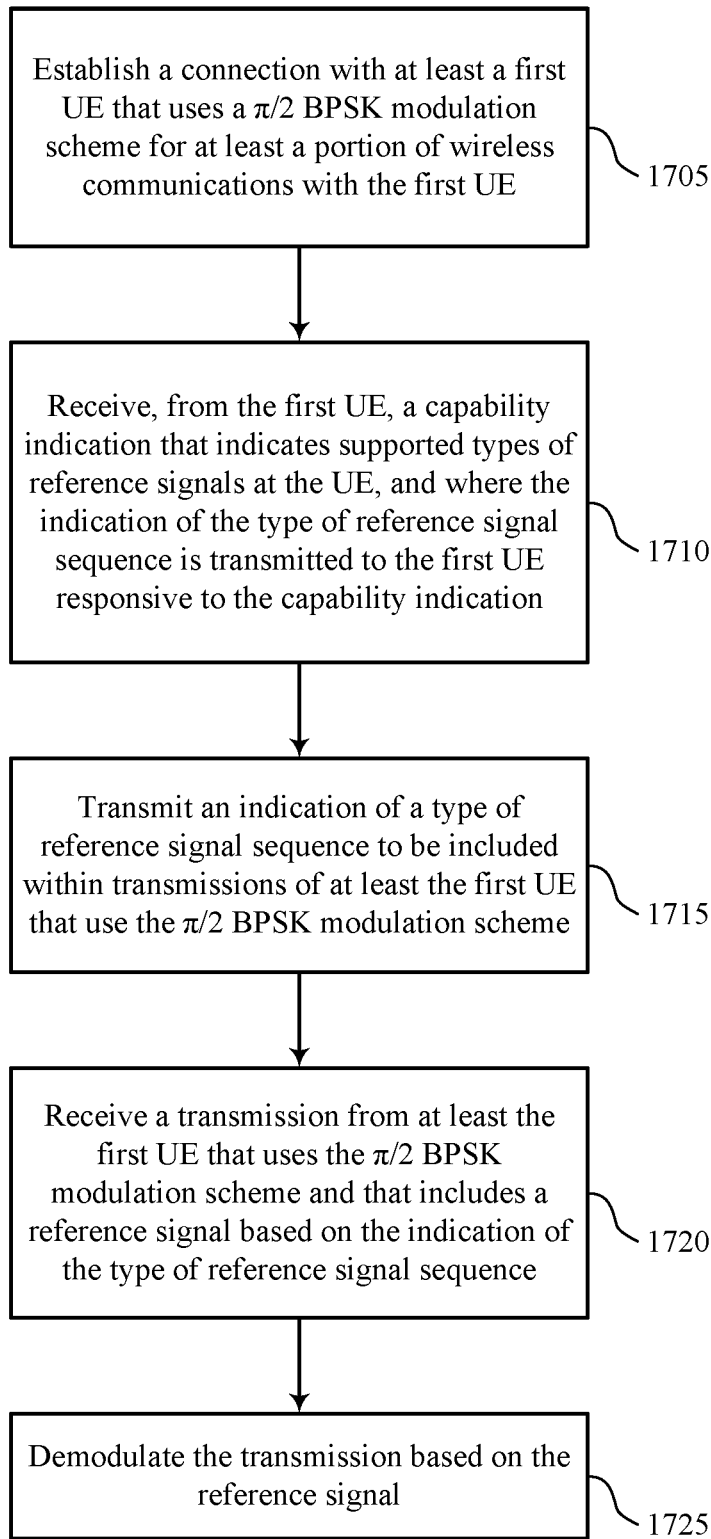 Establish a connection with at least a first
UE that uses a π/2 BPSK modulation
scheme for at least a portion of wireless
communications with the first UE
1705
Receive, from the first UE, a capability
indication that indicates supported types of
reference signals at the UE, and where the
indication of the type of reference signal
sequence is transmitted to the first UE
responsive to the capability indication
1710
Transmit an indication of a type of
reference signal sequence to be included
within transmissions of at least the first UE
that use the π/2 BPSK modulation scheme
1715
Receive a transmission from at least the
first UE that uses the π/2 BPSK
modulation scheme and that includes a
reference signal based on the indication of
the type of reference signal sequence
1720
Demodulate the transmission based on the
reference signal
1725